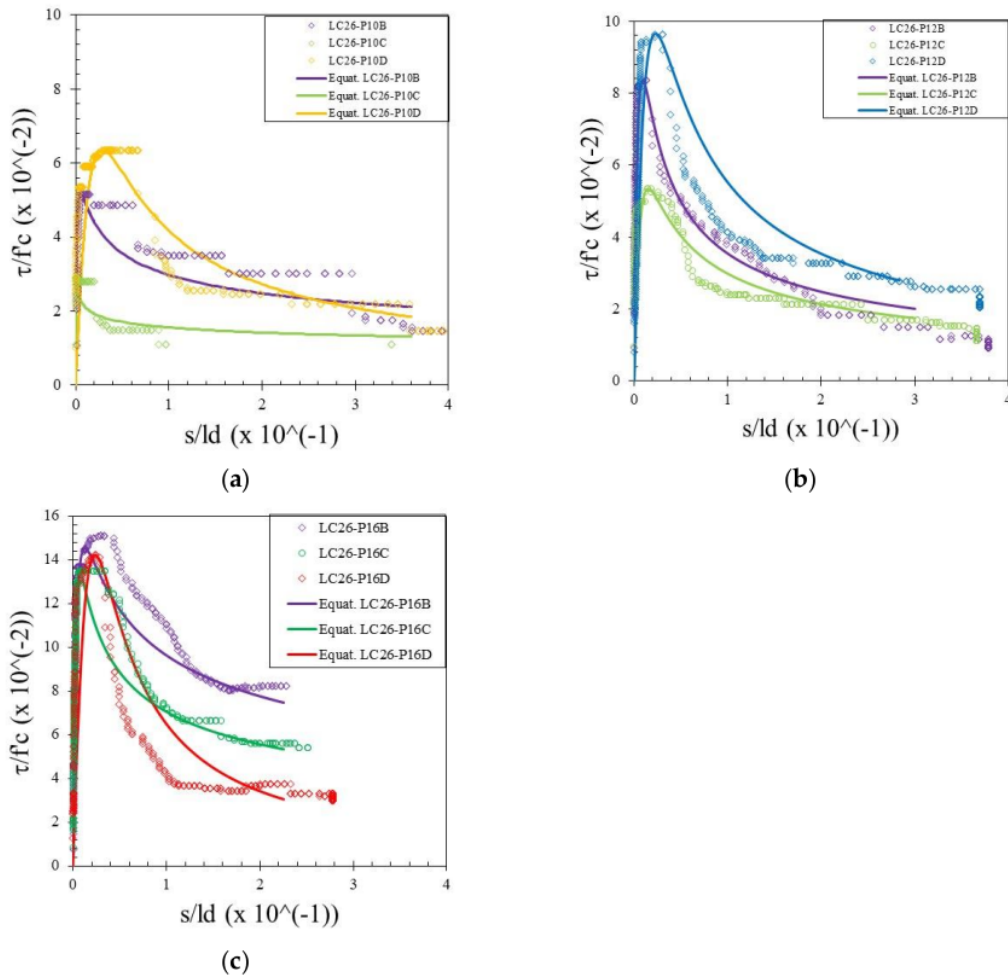 10
8
6
4
2
0
τ/f'c (x 10^(-2))
LC26-P10B
LC26-P10C
LC26-P10D
Equat. LC26-P10B
Equat. LC26-P10C
Equat. LC26-P10D
0 1 2 3 4
s/ld (x 10^(-1)
(a)
10
8
6
4
2
0
τ/f'c (x 10^(-2))
LC26-P12B
LC26-P12C
LC26-P12D
Equat. LC26-P12B
Equat. LC26-P12C
Equat. LC26-P12D
0 1 2 3 4
s/ld (x 10^(-1))
(b)
16
14
12
10
8
6
4
2
0
τ/f'c (x 10^(-2))
LC26-P16B
LC26-P16C
LC26-P16D
Equat. LC26-P16B
Equat. LC26-P16C
Equat. LC26-P16D
0 1 2 3 4
s/ld (x 10^(-1))
(c)